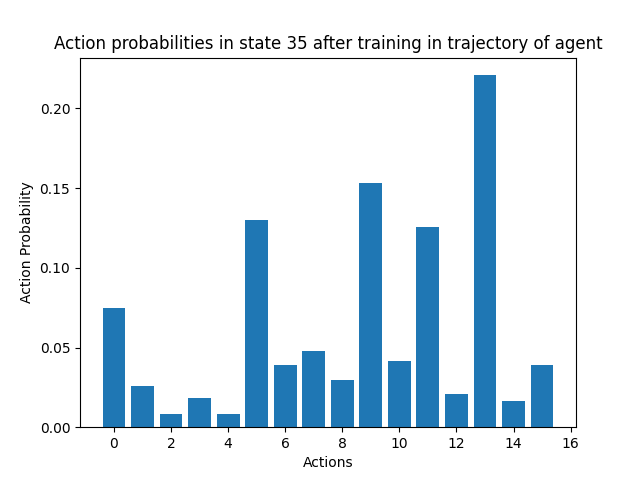 Action probabilities in state 35 after training in trajectory of agent
0.20
0.15
0.10
0.05
0.00
Action Probability
0 2 4 6 8 10 12 14 16
Actions